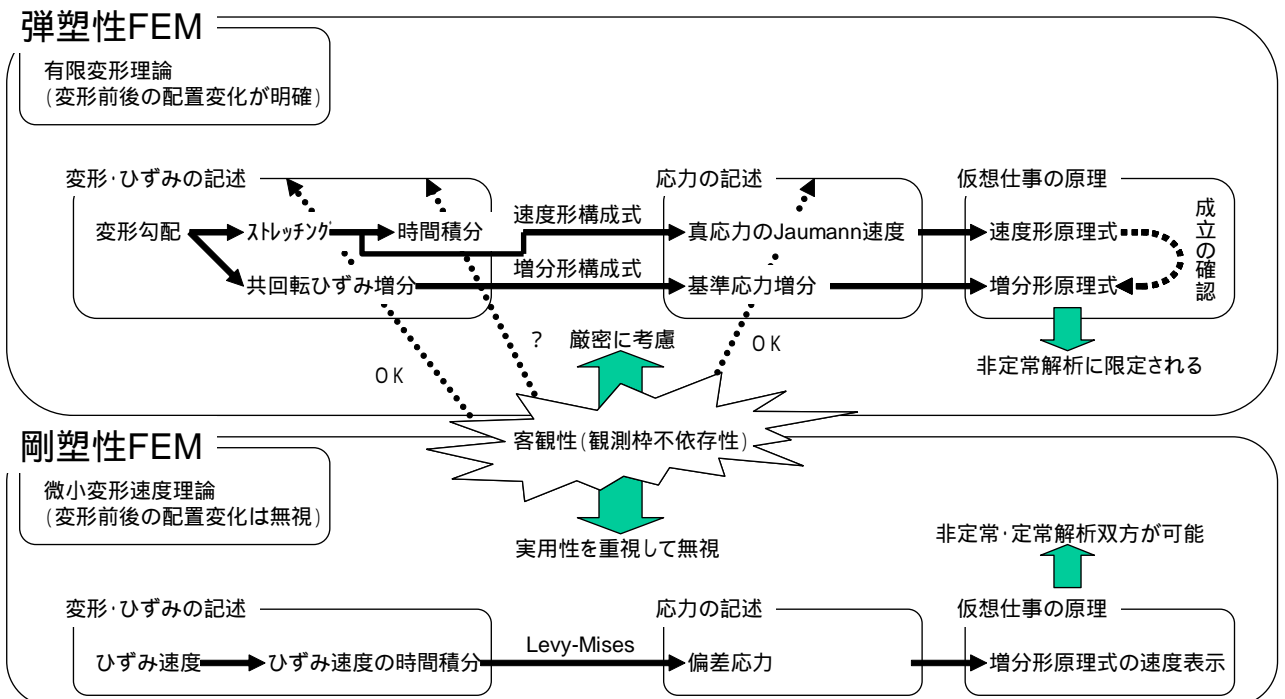 弾塑性FEM
有限変形理論
(変形前後の配置変化が明確)
変形・ひずみの記述
応力の記述
仮想仕事の原理
変形勾配
ストレッチング
時間積分
速度形構成式
真応力のJaumann速度
速度形原理式
成立の確認
共回転ひずみ増分
増分形構成式
基準応力増分
増分形原理式
?
厳密に考慮
OK
OK
非定常解析に限定される
客観性(観測枠不依存性)
剛塑性FEM
微小変形速度理論
(変形前後の配置変化は無視)
実用性を重視して無視
非定常・定常解析双方が可能
変形・ひずみの記述
応力の記述
仮想仕事の原理
ひずみ速度
ひずみ速度の時間積分
Levy-Mises
偏差応力
増分形原理式の速度表示